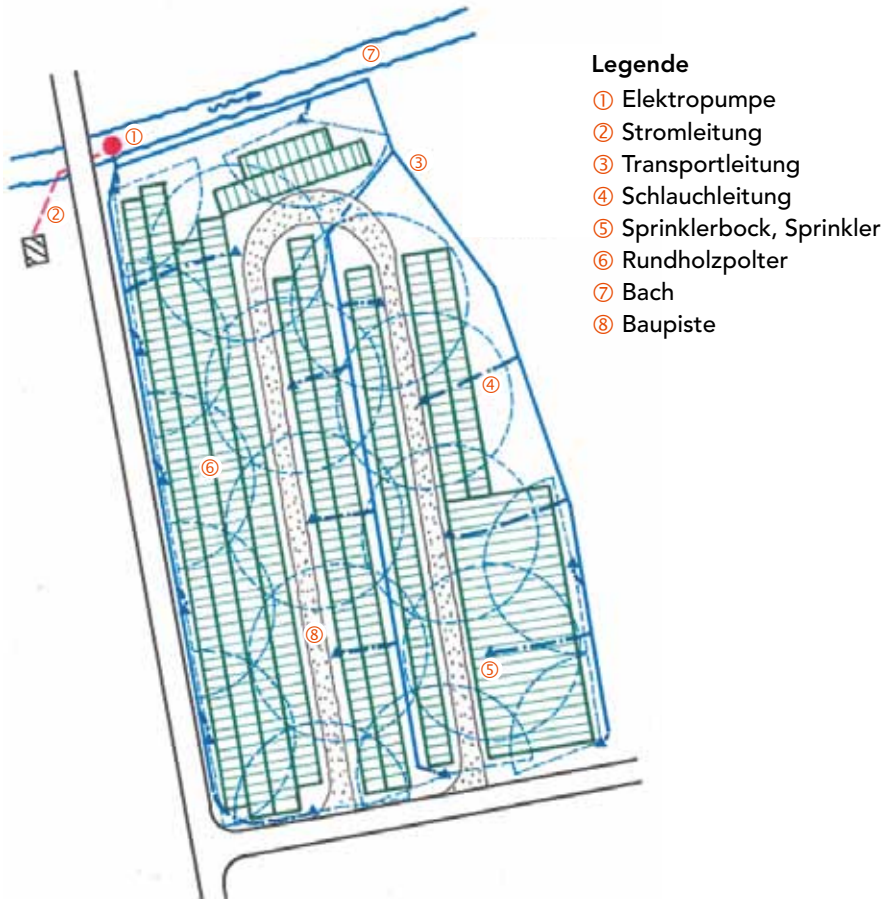 Legende
① Elektropumpe
② Stromleitung
③ Transportleitung
④ Schlauchleitung
⑤ Sprinklerbock, Sprinkler
⑥ Rundholzpolter
⑦ Bach
⑧ Baupiste
⑦
①
③
②
④
⑥
⑧
⑤